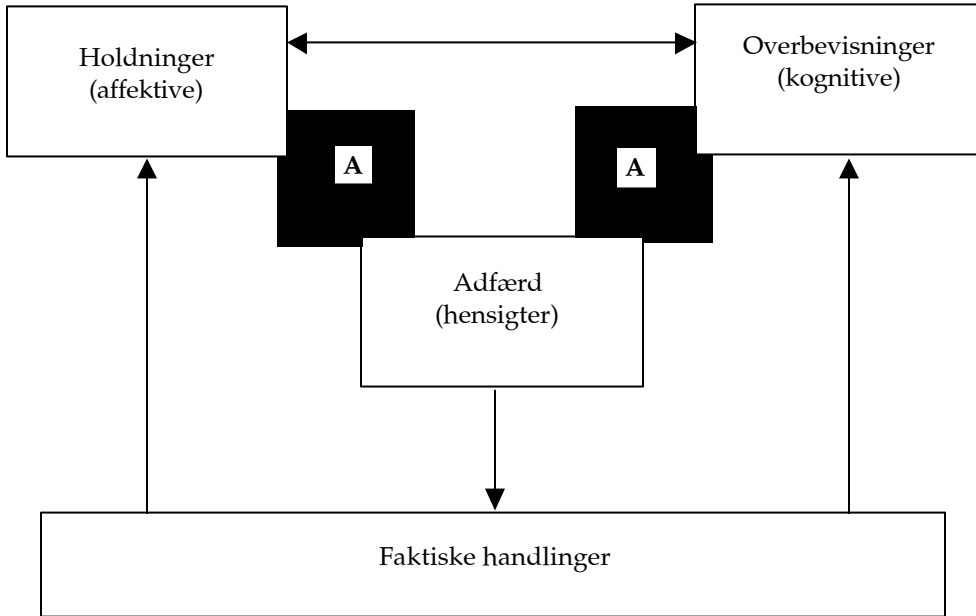 Holdninger
(affektive)
Overbevisninger
(kognitive)
A
A
Adfærd
(hensigter)
Faktiske handlinger